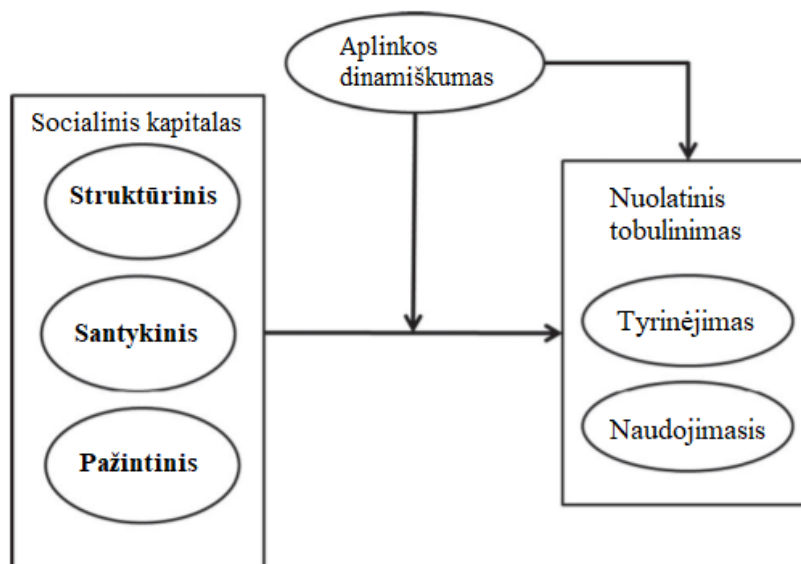 Aplinkos
dinamiškumas
Socialinis kapitalas
Struktūrinis
Santykinis
Pažintinis
Nuolatinis
tobulinimas
Tyrinėjimas
Naudojimasis